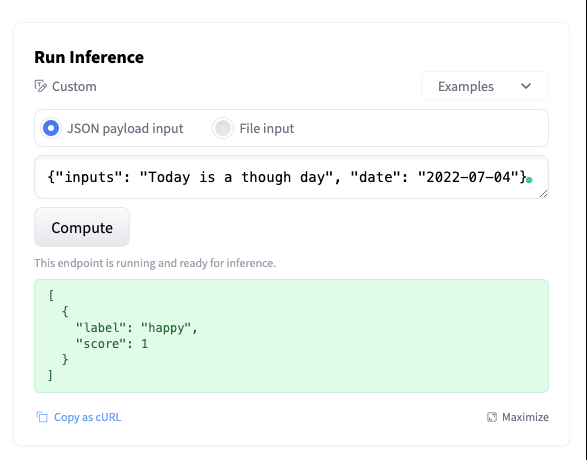 Run Inference
Custom
Examples
JSON payload input
File input
{"inputs": "Today is a though day", "date": "2022-07-04"}
Compute
This endpoint is running and ready for inference.
[
  {
    "label": "happy",
    "score": 1
  }
]
Copy as cURL
Maximize